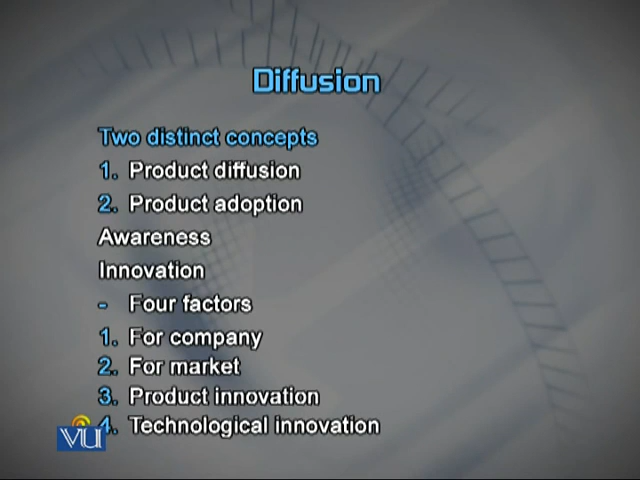 Diffusion
Two distinct concepts
1. Product diffusion
2. Product adoption
Awareness
Innovation
- Four factors
1. For company
2. For market
3. Product innovation
4. Technological innovation
VU